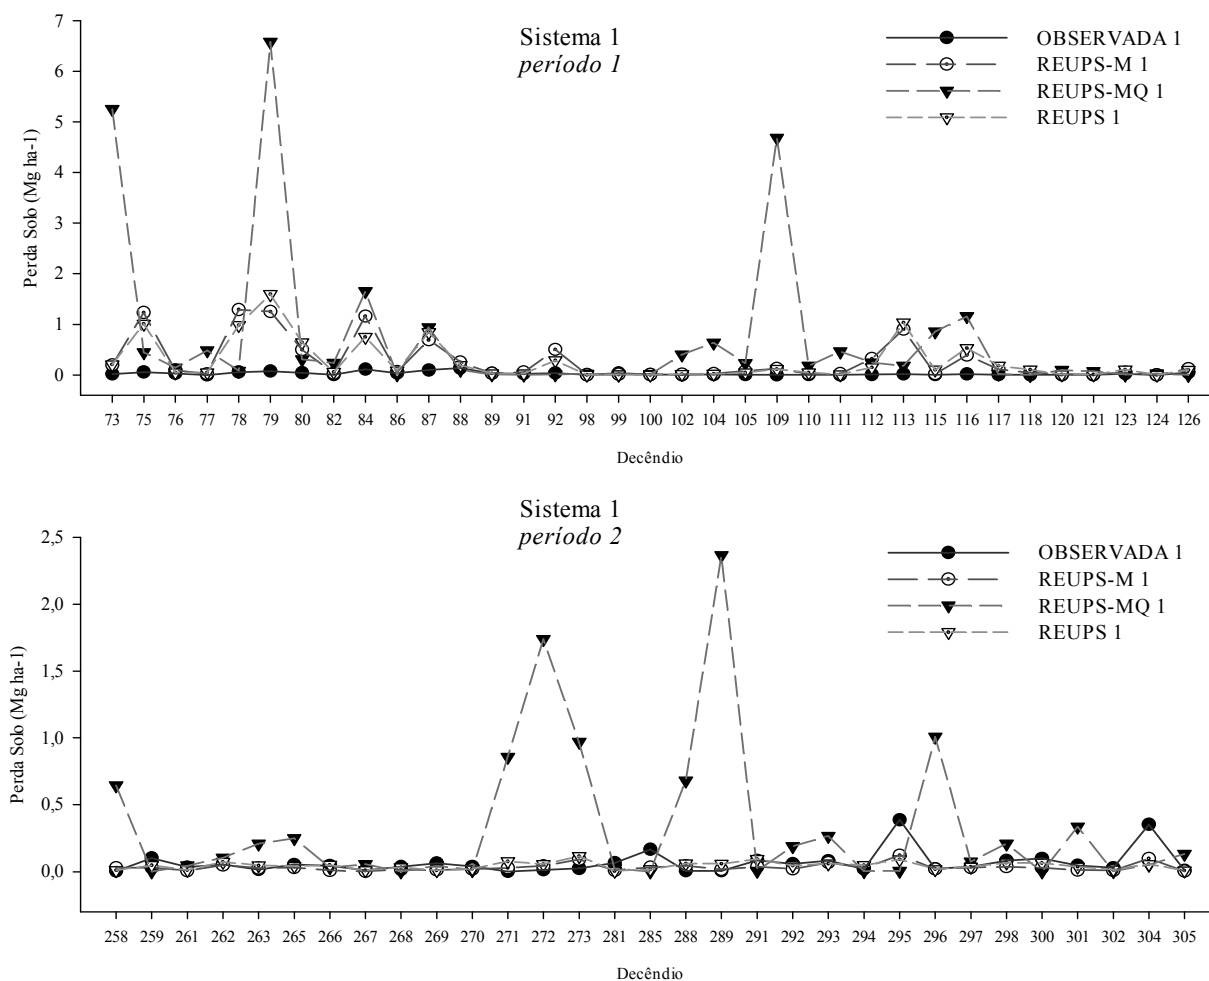 Sistema 1
período 1
OBSERVADA 1
REUPS-M 1
REUPS-MQ 1
REUPS 1
Perda Solo (Mg ha-1)
7
6
5
4
3
2
1
0
73 75 76 77 78 79 80 82 84 86 87 88 89 91 92 98 99 100 102 104 105 109 110 111 112 113 115 116 117 118 120 121 123 124 126
Decêndio
Sistema 1
período 2
OBSERVADA 1
REUPS-M 1
REUPS-MQ 1
REUPS 1
Perda Solo (Mg ha-1)
2,5
2,0
1,5
1,0
0,5
0,0
258 259 261 262 263 265 266 267 268 269 270 271 272 273 281 285 288 289 291 292 293 294 295 296 297 298 300 301 302 304 305
Decêndio